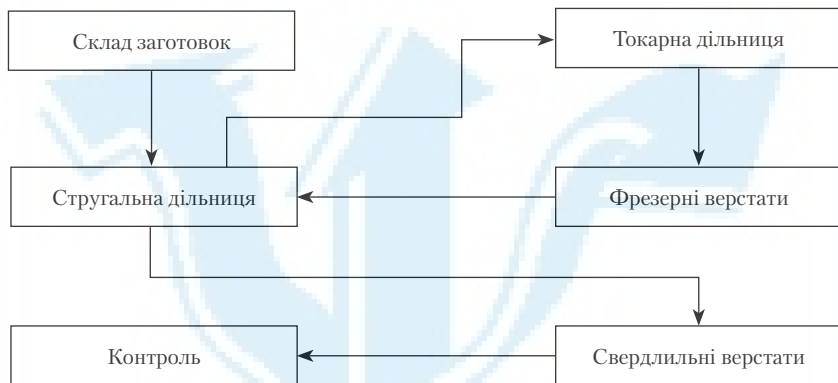 Склад заготовок
Токарна дільниця
Стругальна дільниця
Фрезерні верстати
Контроль
Свердлильні верстати